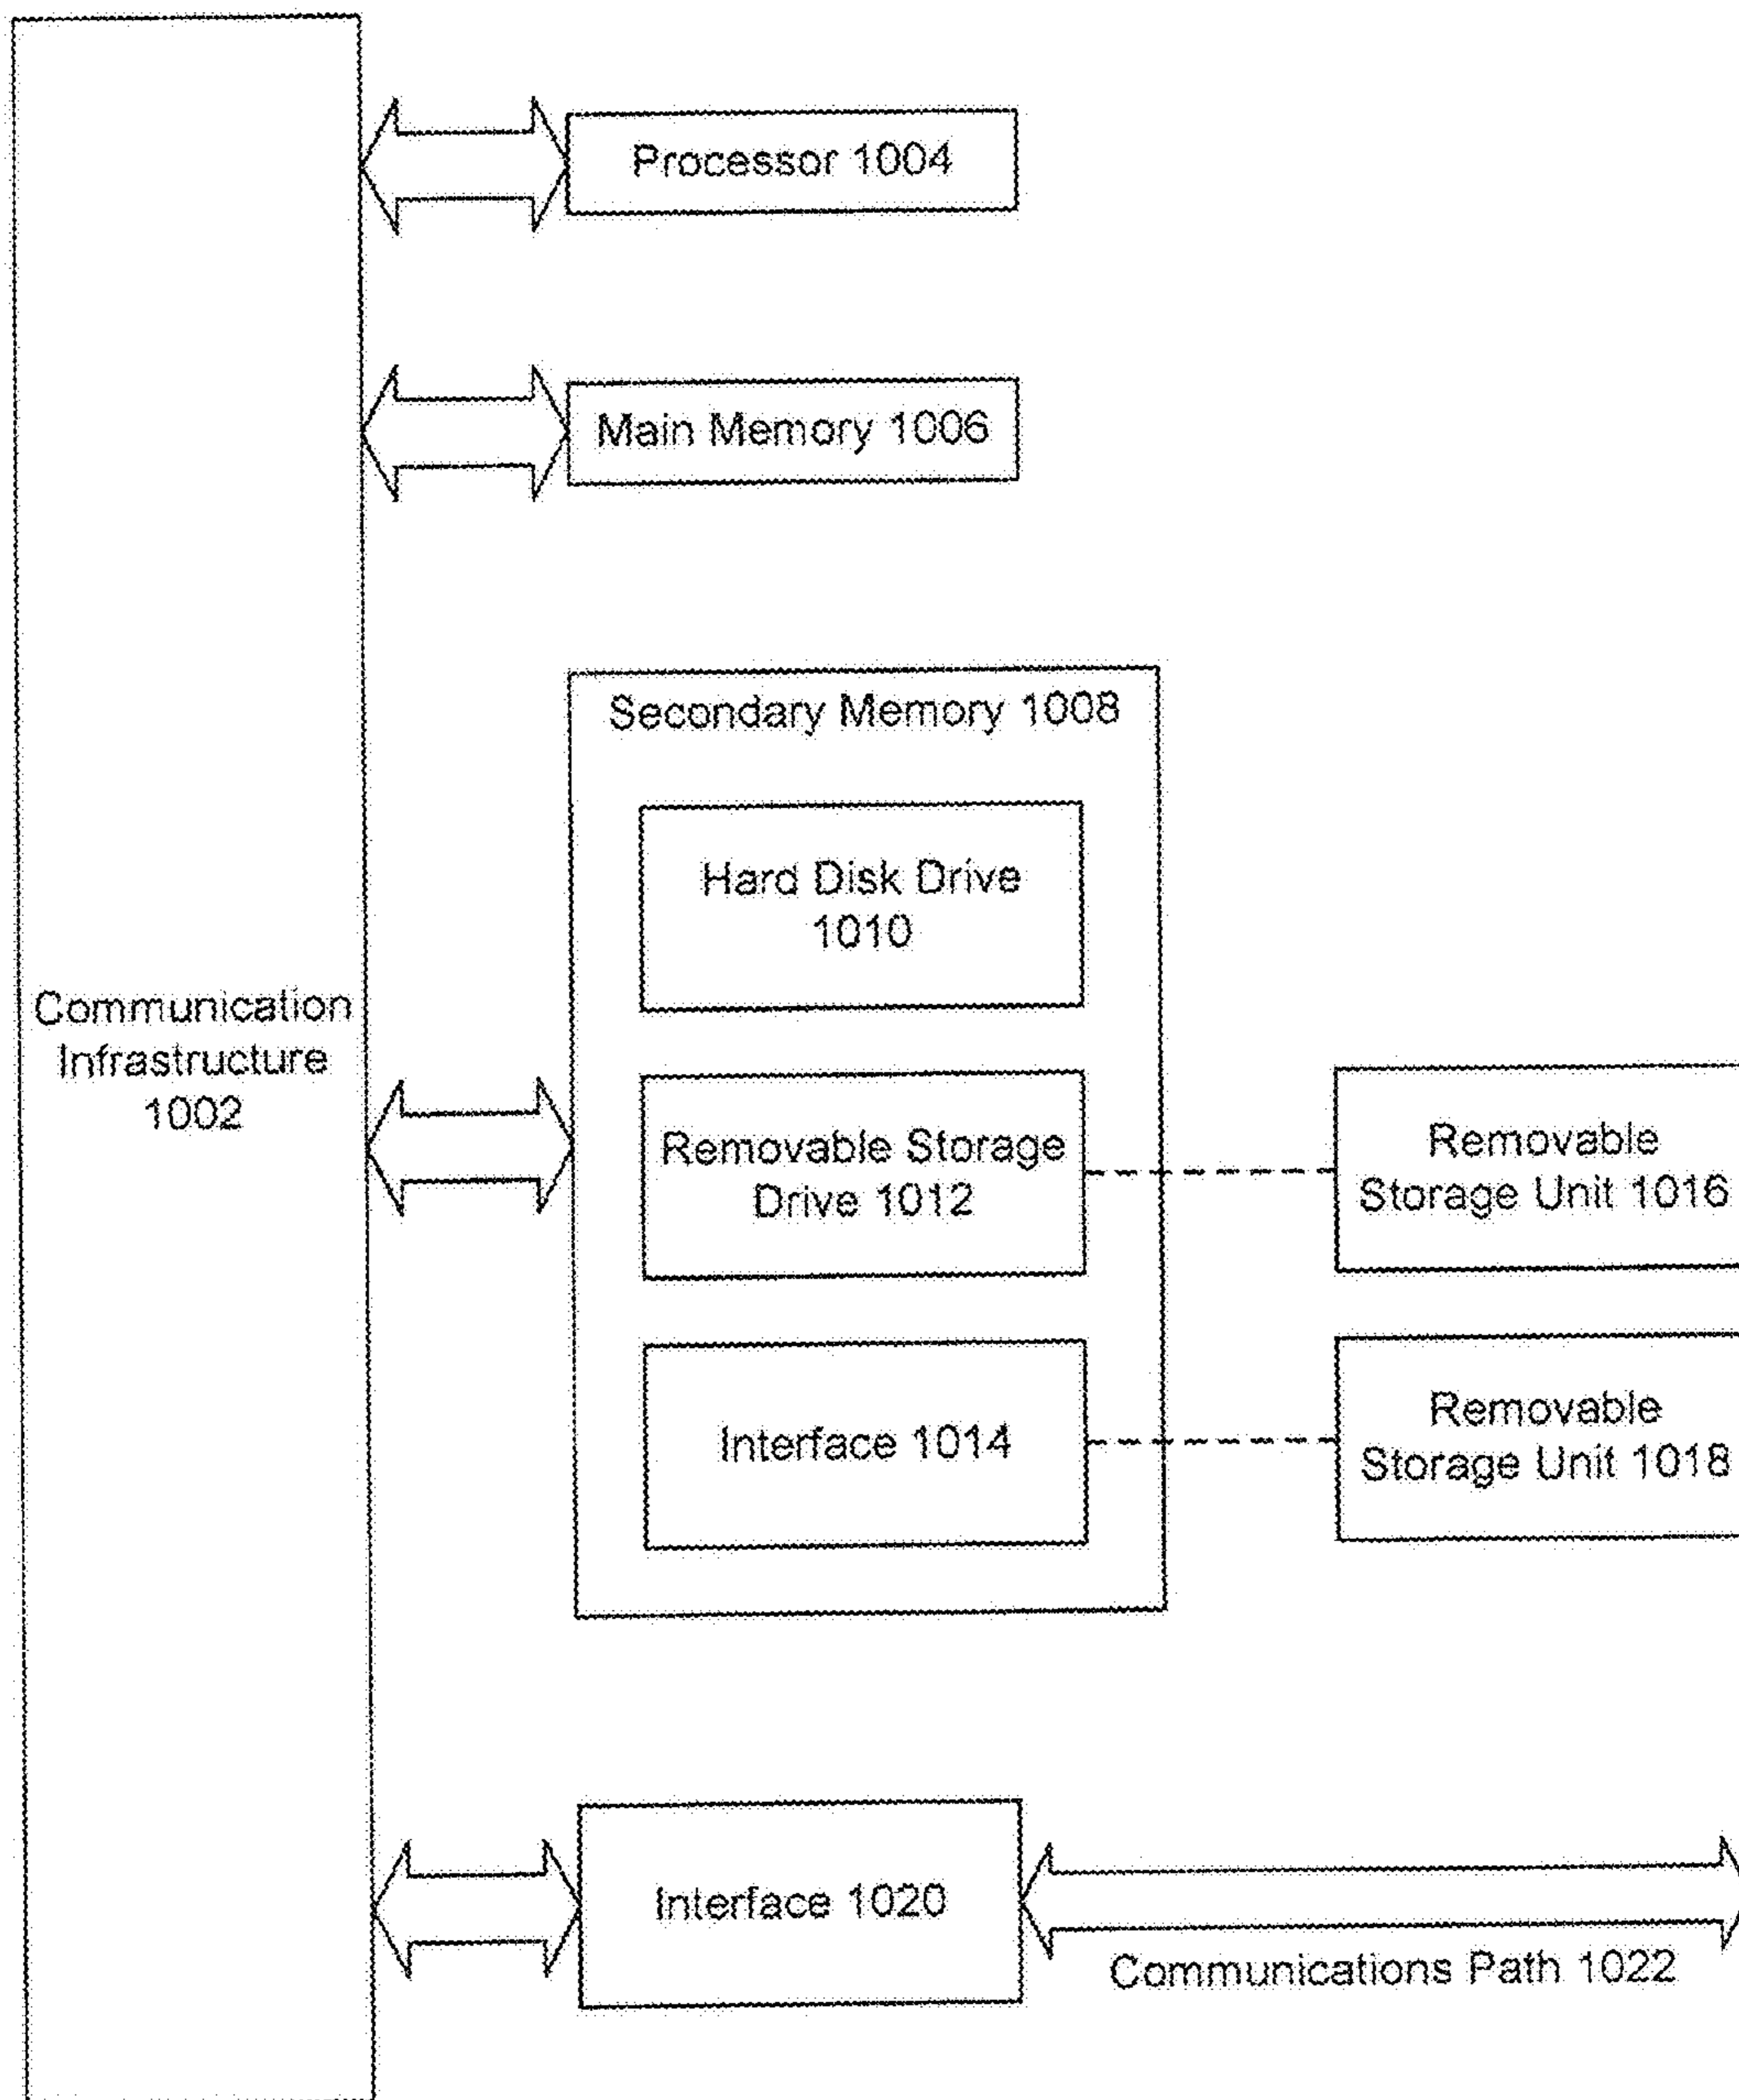 Processor 1004
Main Memory 1006
Secondary Memory 1008
Hard Disk Drive
1010
Communication
Infrastructure
1002
Removable Storage
Drive 1012
Removable
Storage Unit 1016
Interface 1014
Removable
Storage Unit 1018
Interface 1020
Communications Path 1022